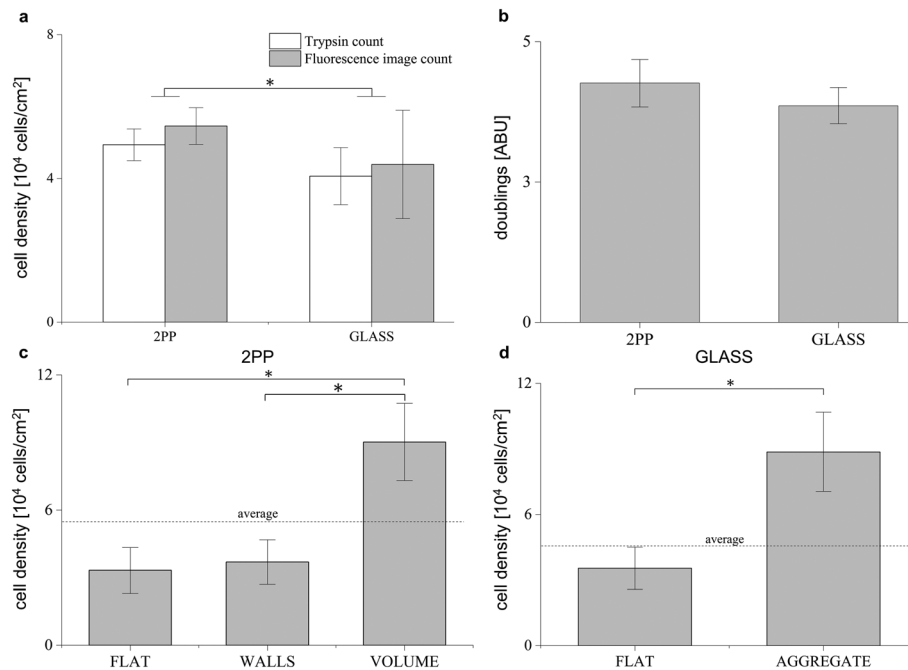 a
8
4
0
cell density [10⁴ cells/cm²]
Trypsin count
Fluorescence image count
*
2PP
GLASS
b
5
3
0
doublings [ABU]
2PP
GLASS
c
2PP
12
6
0
cell density [10⁴ cells/cm²]
*
*
average
FLAT
WALLS
VOLUME
d
GLASS
12
6
0
cell density [10⁴ cells/cm²]
*
average
FLAT
AGGREGATE